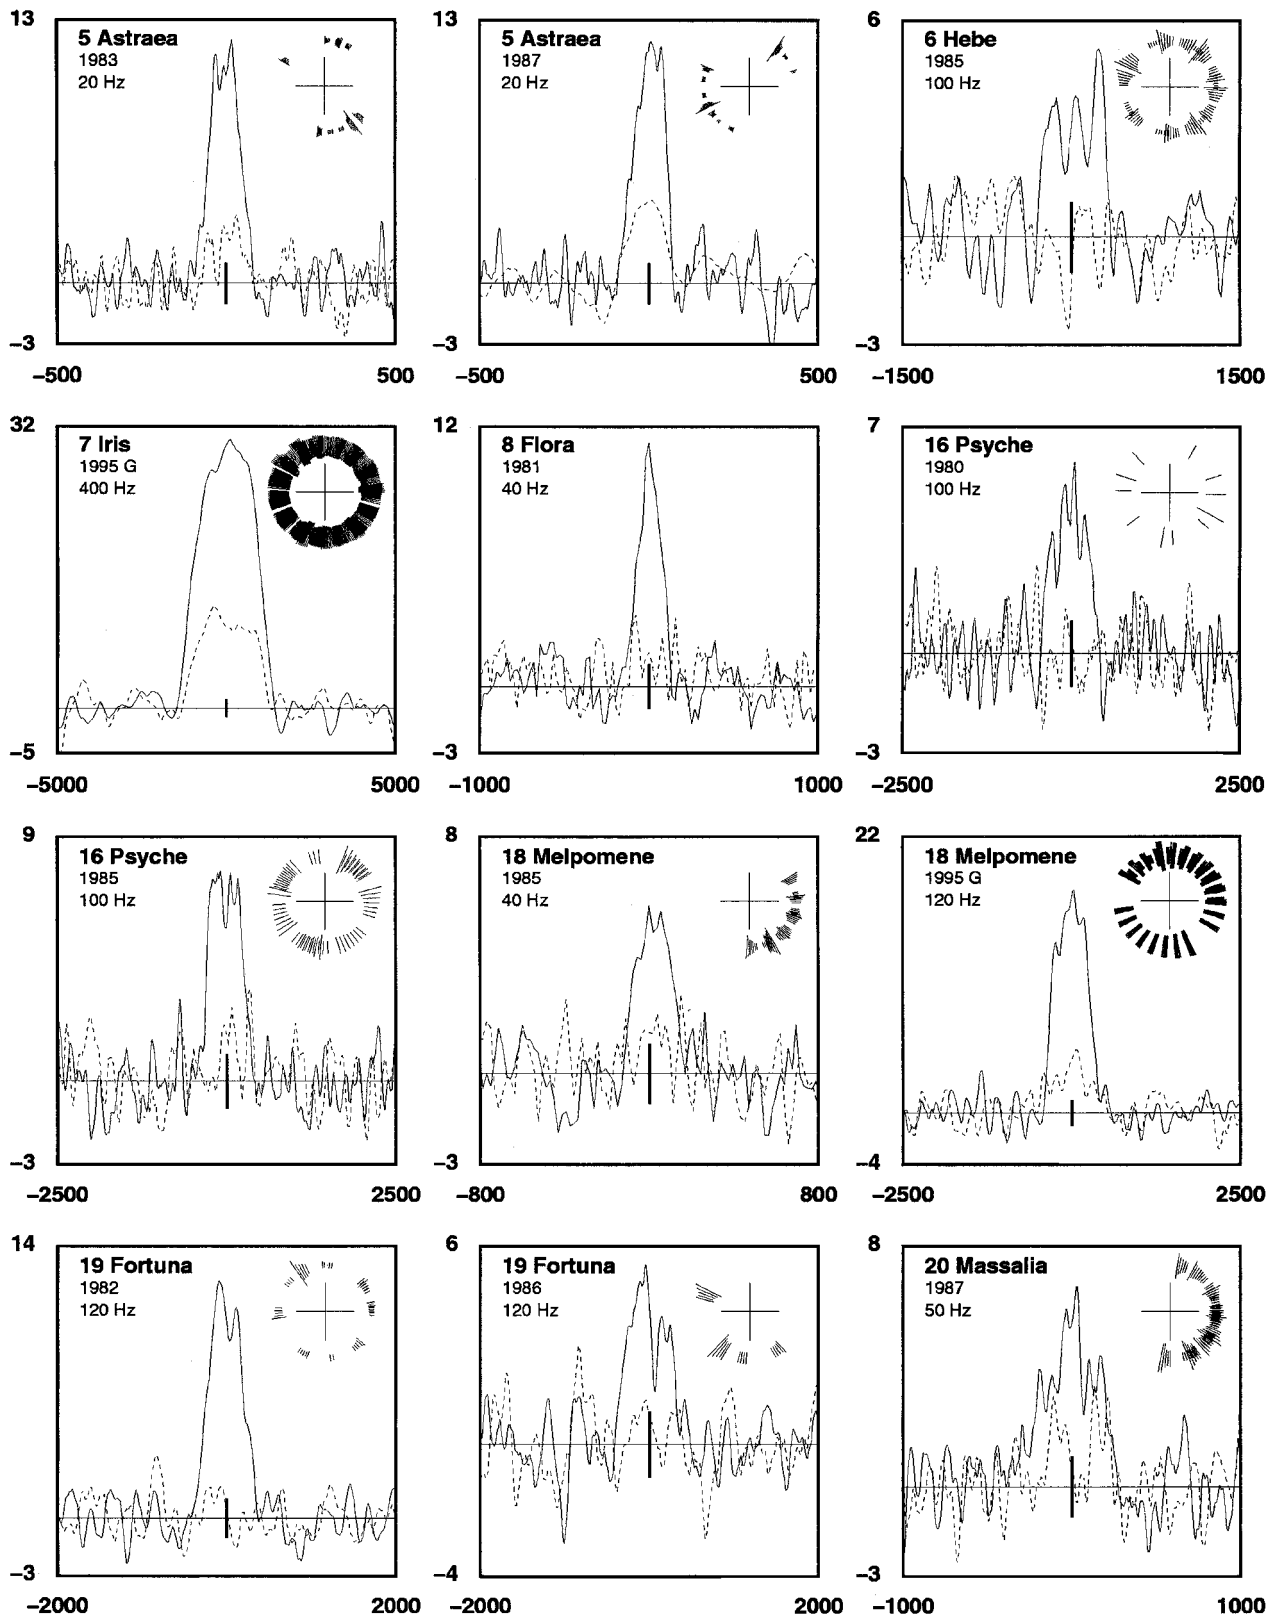 13
5 Astraea
1983
20 Hz
−3
−500
500
13
5 Astraea
1987
20 Hz
−3
−500
500
6
6 Hebe
1985
100 Hz
−3
−1500
1500
32
7 Iris
1995 G
400 Hz
−5
−5000
5000
12
8 Flora
1981
40 Hz
−3
−1000
1000
7
16 Psyche
1980
100 Hz
−3
−2500
2500
9
16 Psyche
1985
100 Hz
−3
−2500
2500
8
18 Melpomene
1985
40 Hz
−3
−800
800
22
18 Melpomene
1995 G
120 Hz
−4
−2500
2500
14
19 Fortuna
1982
120 Hz
−3
−2000
2000
6
19 Fortuna
1986
120 Hz
−4
−2000
2000
8
20 Massalia
1987
50 Hz
−3
−1000
1000